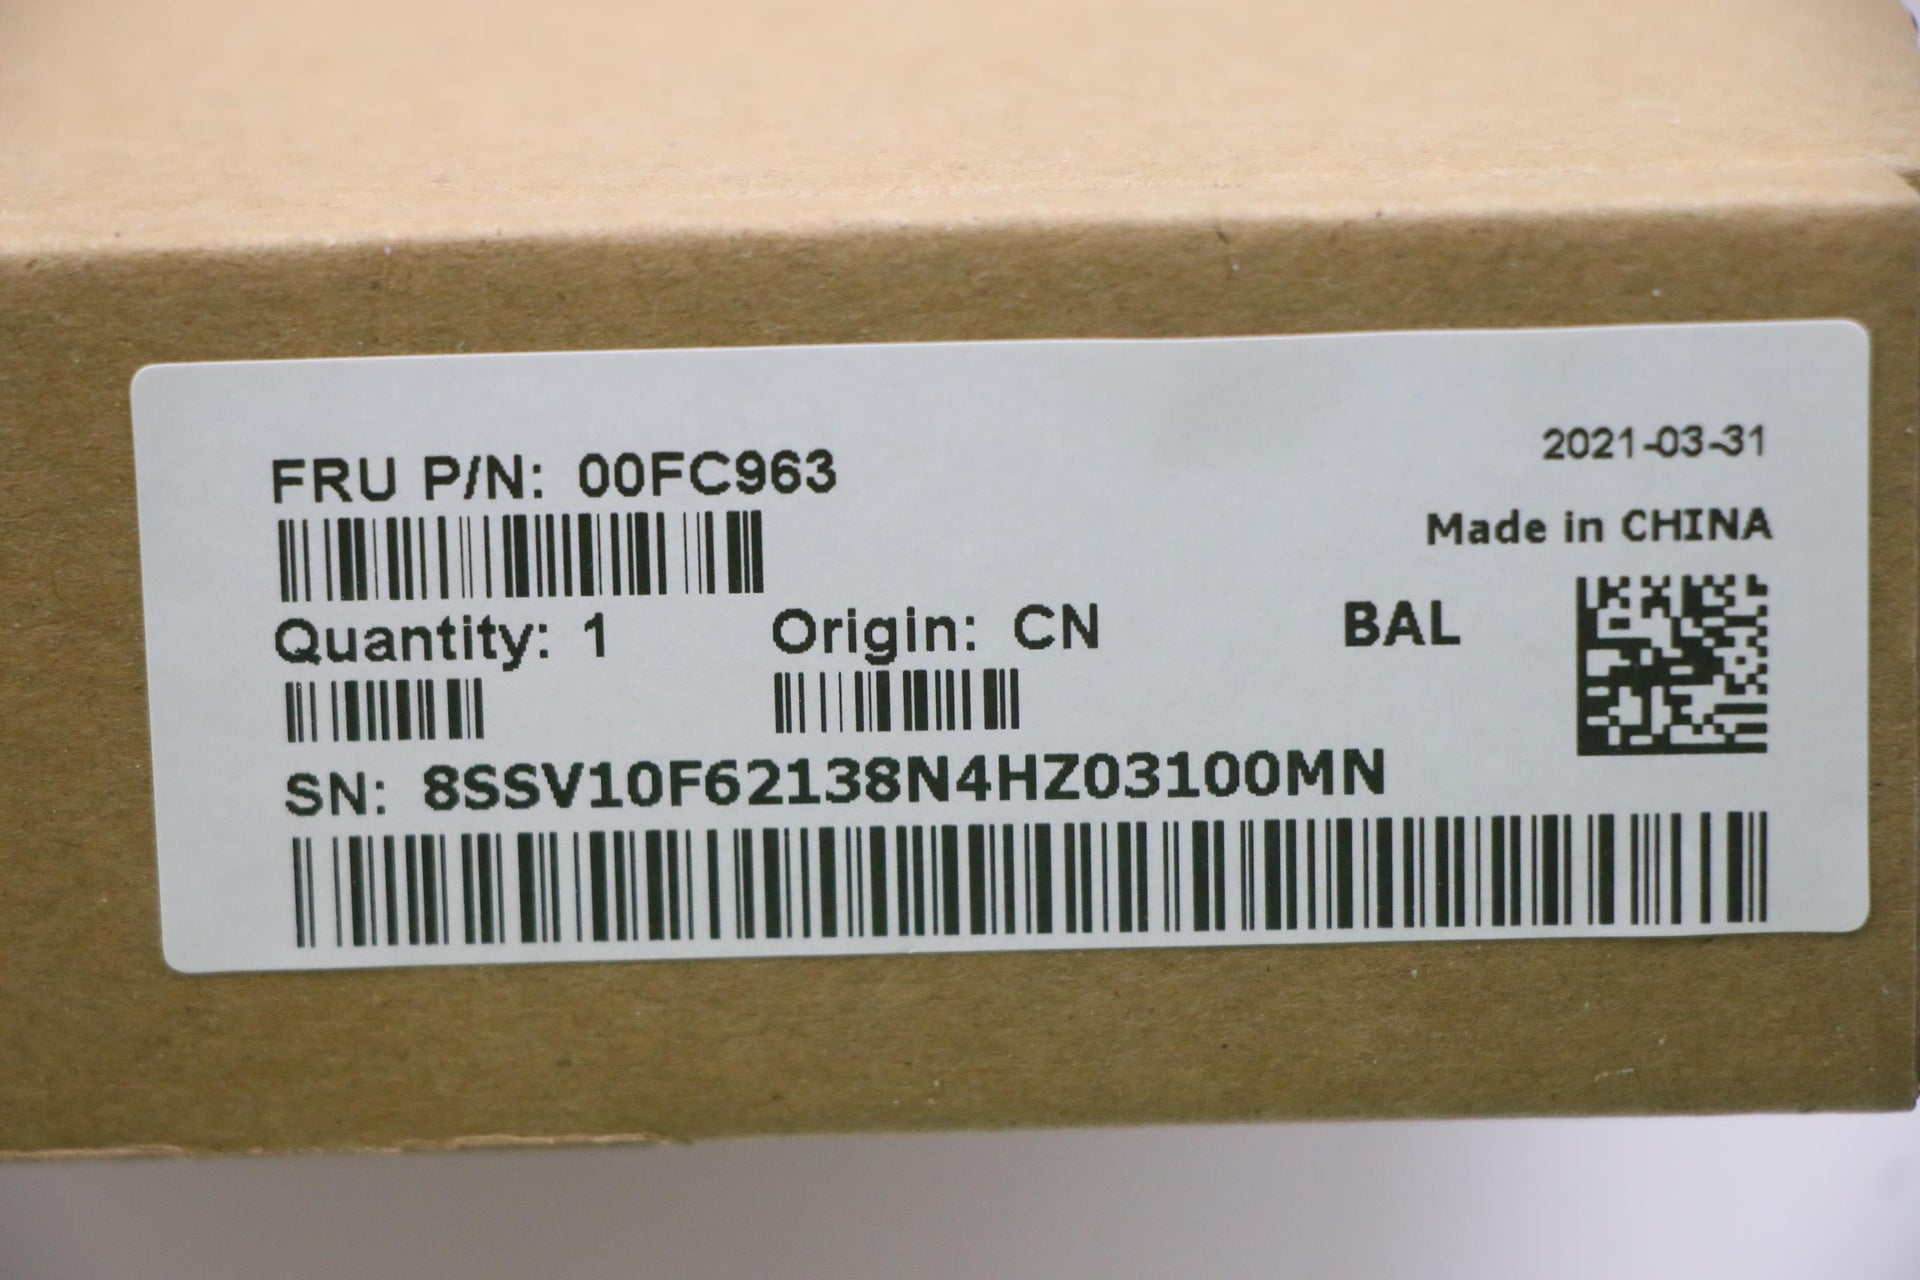 2021-03-31
FRU P/N: 00FC963
Made in CHINA
Quantity: 1 Origin: CN BAL
SN: 8SSV10F62138N4HZ03100MN